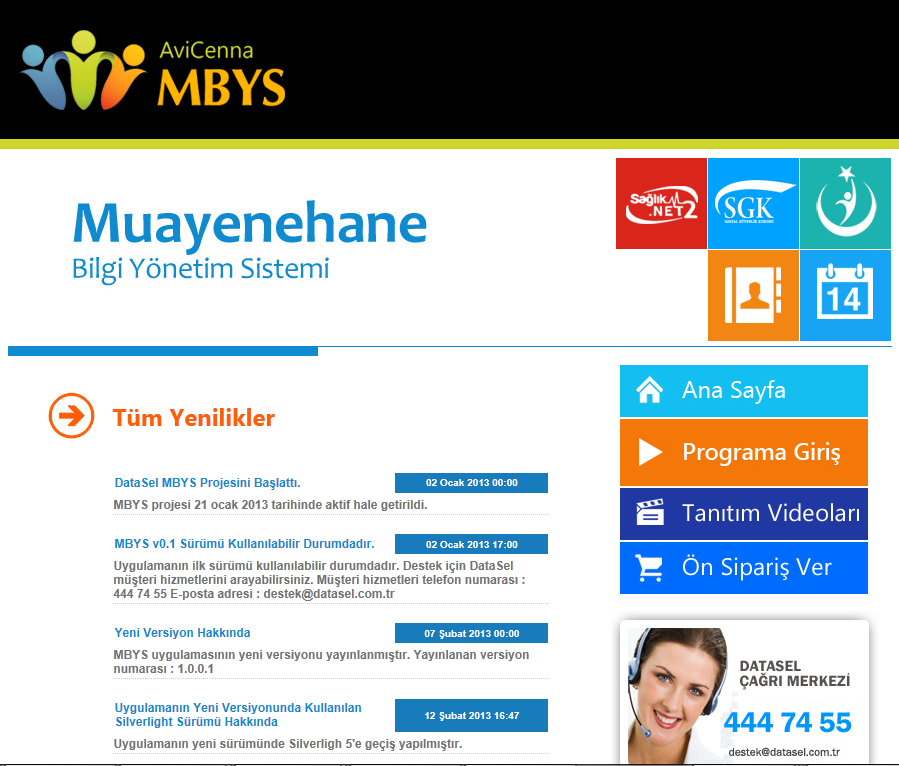 AviCenna
MBYS
Muayenehane
Bilgi Yönetim Sistemi
Sağlık
.NET2
SGK
SOSYAL GÜVENLİK KURUMU
14
Ana Sayfa
Programa Giriş
Tanıtım Videoları
Ön Sipariş Ver
Tüm Yenilikler
DataSel MBYS Projesini Başlattı.
02 Ocak 2013 00:00
MBYS projesi 21 ocak 2013 tarihinde aktif hale getirildi.
MBYS v0.1 Sürümü Kullanılabilir Durumdadır.
02 Ocak 2013 17:00
Uygulamanın ilk sürümü kullanılabilir durumdadır. Destek için DataSel
müşteri hizmetlerini arayabilirsiniz. Müşteri hizmetleri telefon numarası :
444 74 55 E-posta adresi : destek@datasel.com.tr
Yeni Versiyon Hakkında
07 Şubat 2013 00:00
MBYS uygulamasının yeni versiyonu yayınlanmıştır. Yayınlanan versiyon
numarası : 1.0.0.1
Uygulamanın Yeni Versiyonunda Kullanılan
Silverlight Sürümü Hakkında
12 Şubat 2013 16:47
Uygulamanın yeni sürümünde Silverligh 5'e geçiş yapılmıştır.
DATASEL
ÇAĞRI MERKEZİ
444 74 55
destek@datasel.com.tr